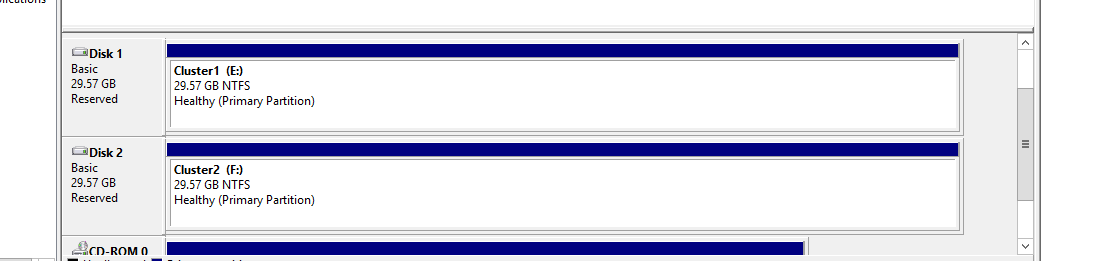 Disk 1
Basic
29.57 GB
Reserved
Cluster1 (E:)
29.57 GB NTFS
Healthy (Primary Partition)
Disk 2
Basic
29.57 GB
Reserved
Cluster2 (F:)
29.57 GB NTFS
Healthy (Primary Partition)
CD-ROM 0